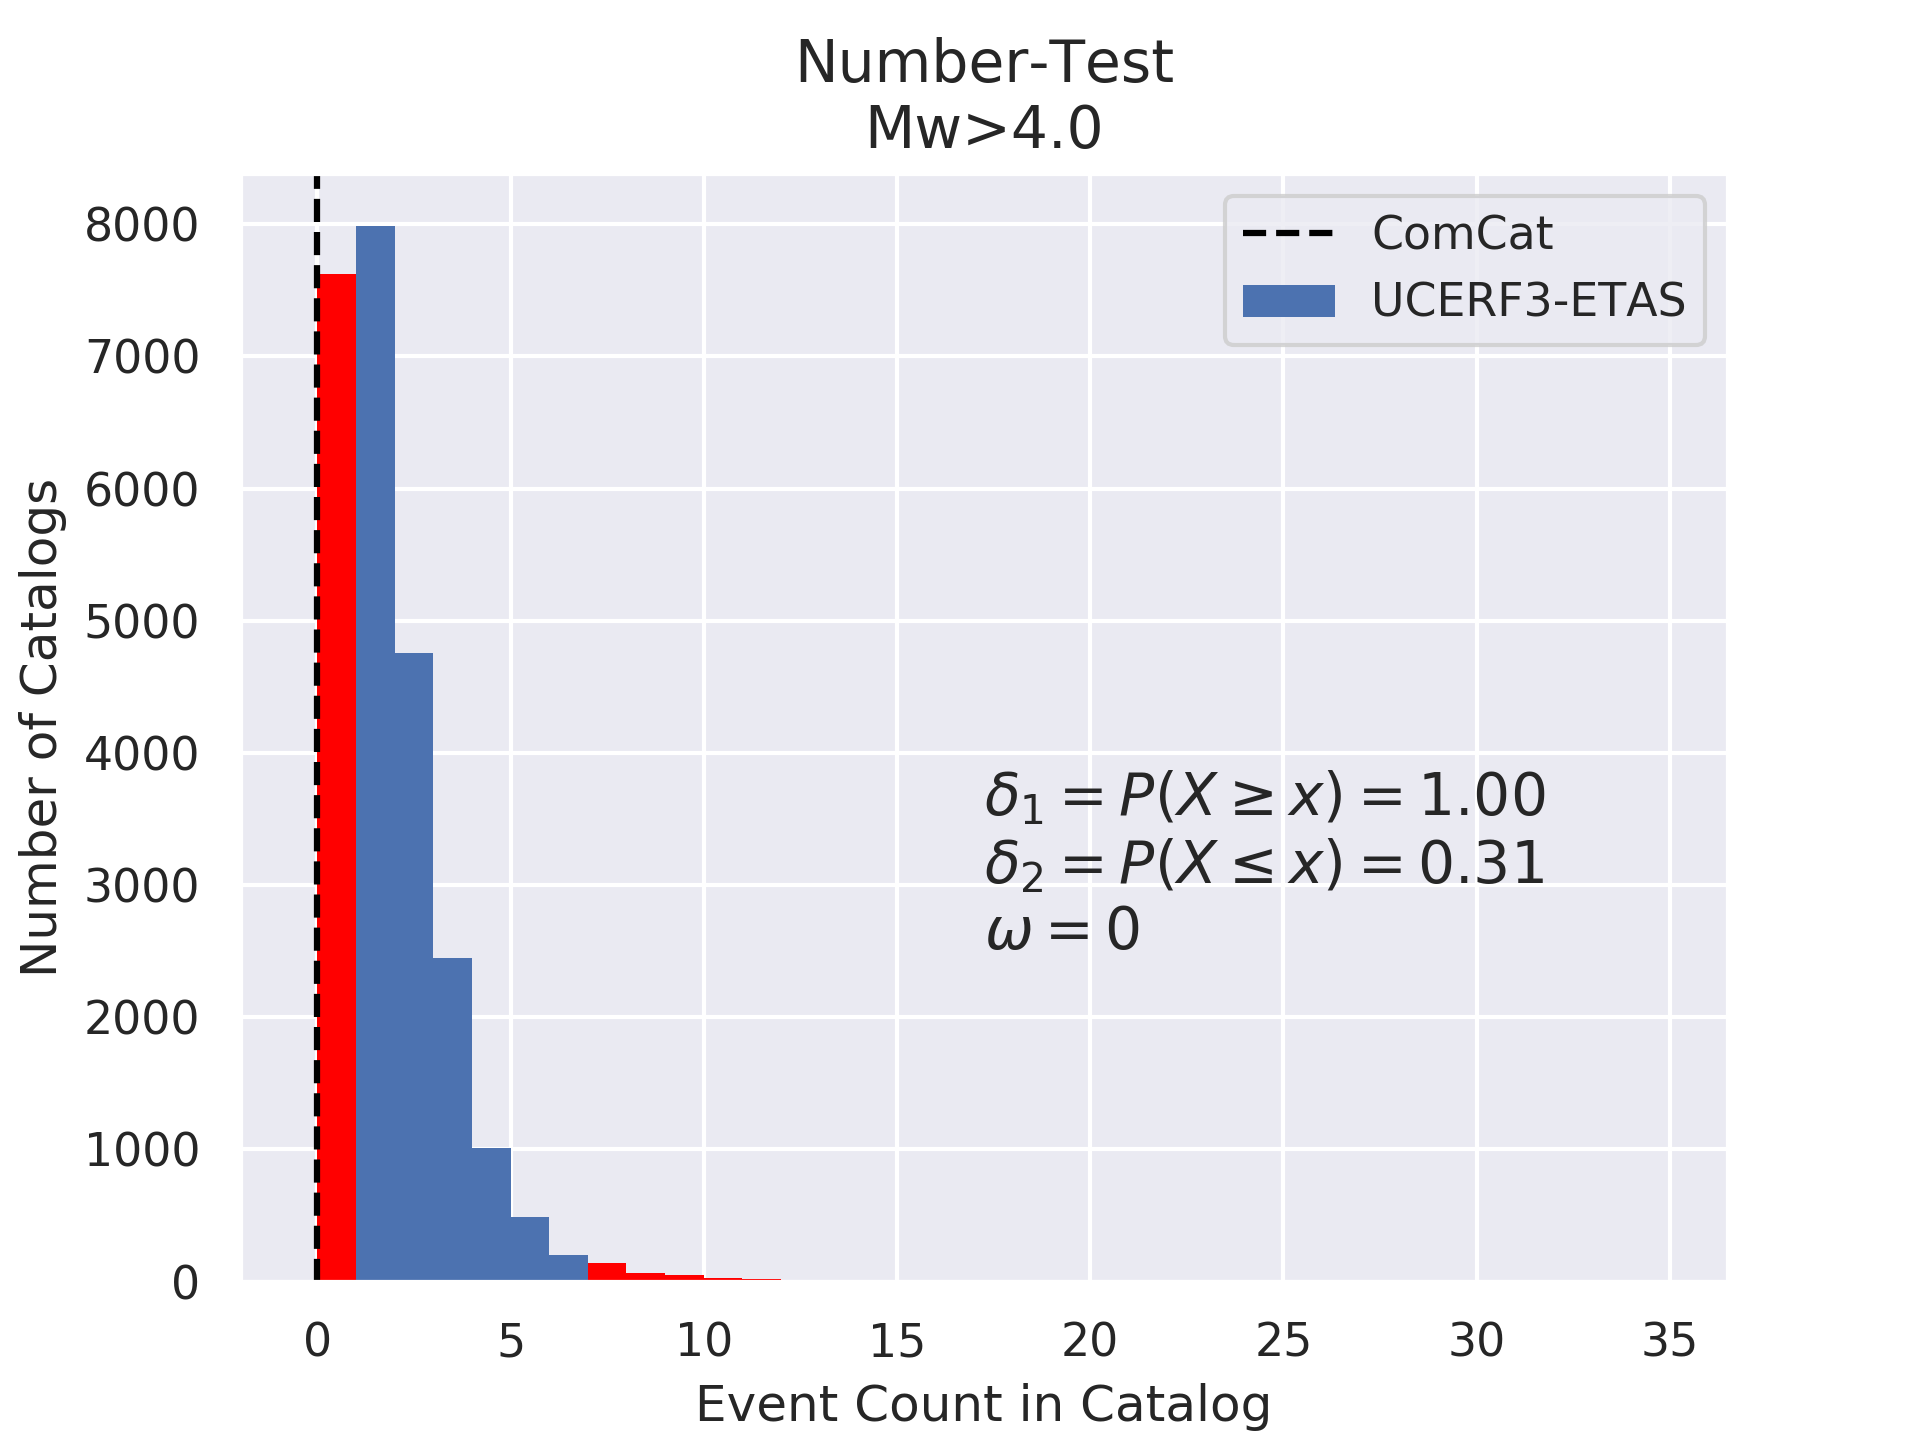 Number-Test
Mw>4.0
ComCat
UCERF3-ETAS
8000
7000
6000
5000
4000
3000
2000
1000
0
Number of Catalogs
δ₁ = P(X ≥ x) = 1.00
δ₂ = P(X ≤ x) = 0.31
ω = 0
0 5 10 15 20 25 30 35
Event Count in Catalog